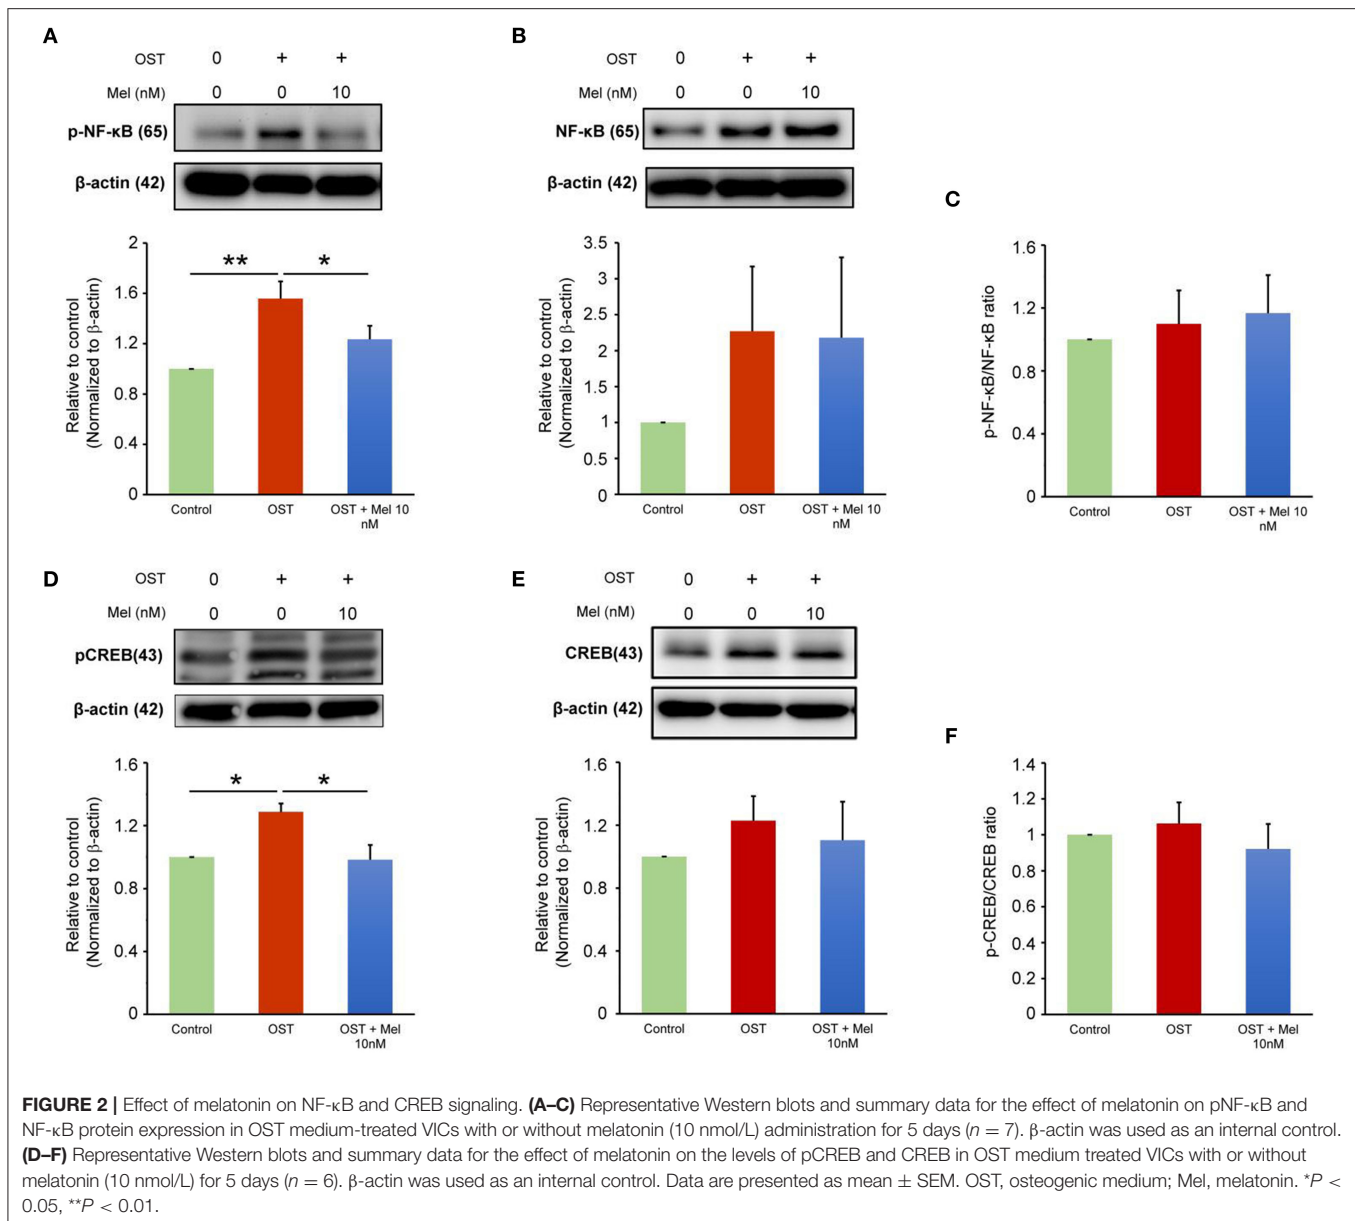 A
OST 0 + +
Mel (nM) 0 0 10
p-NF-κB (65)
β-actin (42)
Relative to control
(Normalized to β-actin)
2
1.6
1.2
0.8
0.4
0
** *
Control OST OST + Mel 10
nM
B
OST 0 + +
Mel (nM) 0 0 10
NF-κB (65)
β-actin (42)
Relative to control
(Normalized to β-actin)
3.5
3
2.5
2
1.5
1
0.5
0
Control OST OST + Mel 10
nM
C
p-NF-κB/NF-κB ratio
1.6
1.2
0.8
0.4
0
Control OST OST + Mel 10
nM
D
OST 0 + +
Mel (nM) 0 0 10
pCREB(43)
β-actin (42)
Relative to control
(Normalized to β-actin)
1.6
1.2
0.8
0.4
0
* *
Control OST OST + Mel
10nM
E
OST 0 + +
Mel (nM) 0 0 10
CREB(43)
β-actin (42)
Relative to control
(Normalized to β-actin)
1.6
1.2
0.8
0.4
0
Control OST OST + Mel
10nM
F
p-CREB/CREB ratio
1.4
1.2
1
0.8
0.6
0.4
0.2
0
Control OST OST + Mel
10nM
FIGURE 2 | Effect of melatonin on NF-κB and CREB signaling. (A–C) Representative Western blots and summary data for the effect of melatonin on pNF-κB and
NF-κB protein expression in OST medium-treated VICs with or without melatonin (10 nmol/L) administration for 5 days (n = 7). β-actin was used as an internal control.
(D–F) Representative Western blots and summary data for the effect of melatonin on the levels of pCREB and CREB in OST medium treated VICs with or without
melatonin (10 nmol/L) for 5 days (n = 6). β-actin was used as an internal control. Data are presented as mean ± SEM. OST, osteogenic medium; Mel, melatonin. *P <
0.05, **P < 0.01.